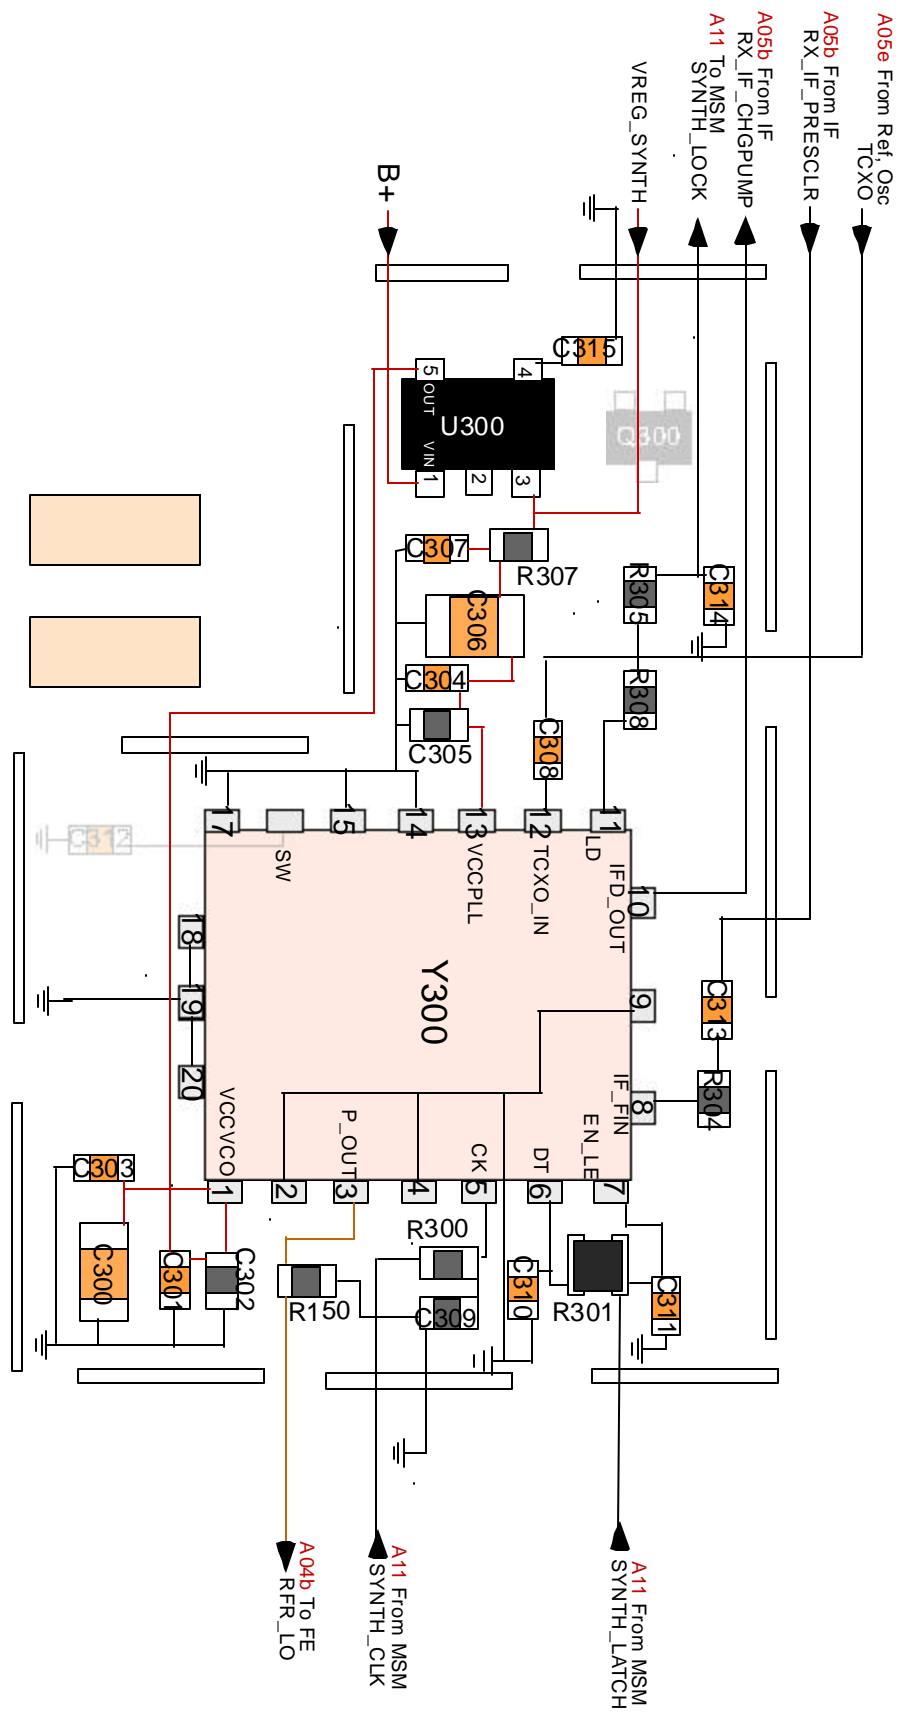 A05e From Ref, Osc
TCXO
A05b From IF
RX_IF_PRESCLR
A05b From IF
RX_IF_CHGPUMP
A11 To MSM
SYNTH_LOCK
VREG_SYNTH
B+
C315
5
4
OUT
U300
VIN
1
2
3
Q300
C307
R307
C306
R305
C314
C304
R308
C305
C308
17
15
14
13
12
11
SW
VCCPLL
TCXO_IN
LD
IFD_OUT
10
C312
18
19
20
Y300
9
C313
R304
8
IF_FIN
EN_LE
DT
CK
P_OUT
VCCVCO
1
2
3
4
5
6
7
C303
C300
C301
C302
R150
R300
C309
C310
R301
C311
A04b To FE
RFR_LO
A11 From MSM
SYNTH_CLK
A11 From MSM
SYNTH_LATCH